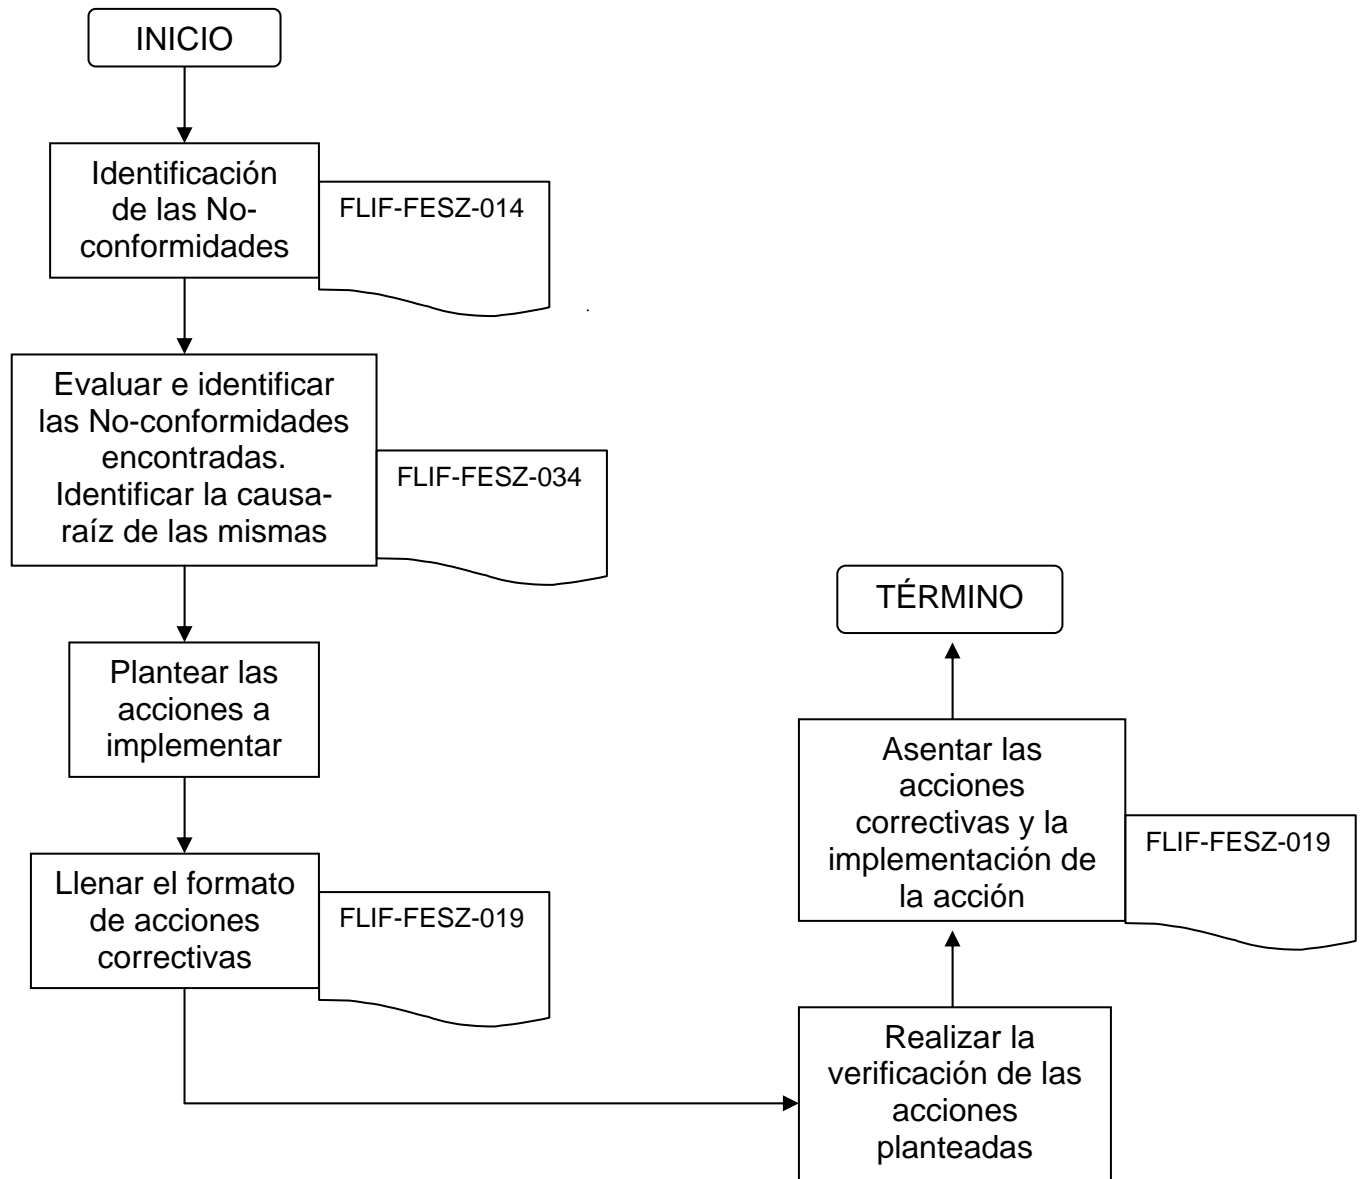 INICIO
Identificación
de las No-
conformidades
FLIF-FESZ-014
Evaluar e identificar
las No-conformidades
encontradas.
Identificar la causa-
raíz de las mismas
FLIF-FESZ-034
Plantear las
acciones a
implementar
Llenar el formato
de acciones
correctivas
FLIF-FESZ-019
Realizar la
verificación de las
acciones
planteadas
Asentar las
acciones
correctivas y la
implementación de
la acción
FLIF-FESZ-019
TÉRMINO